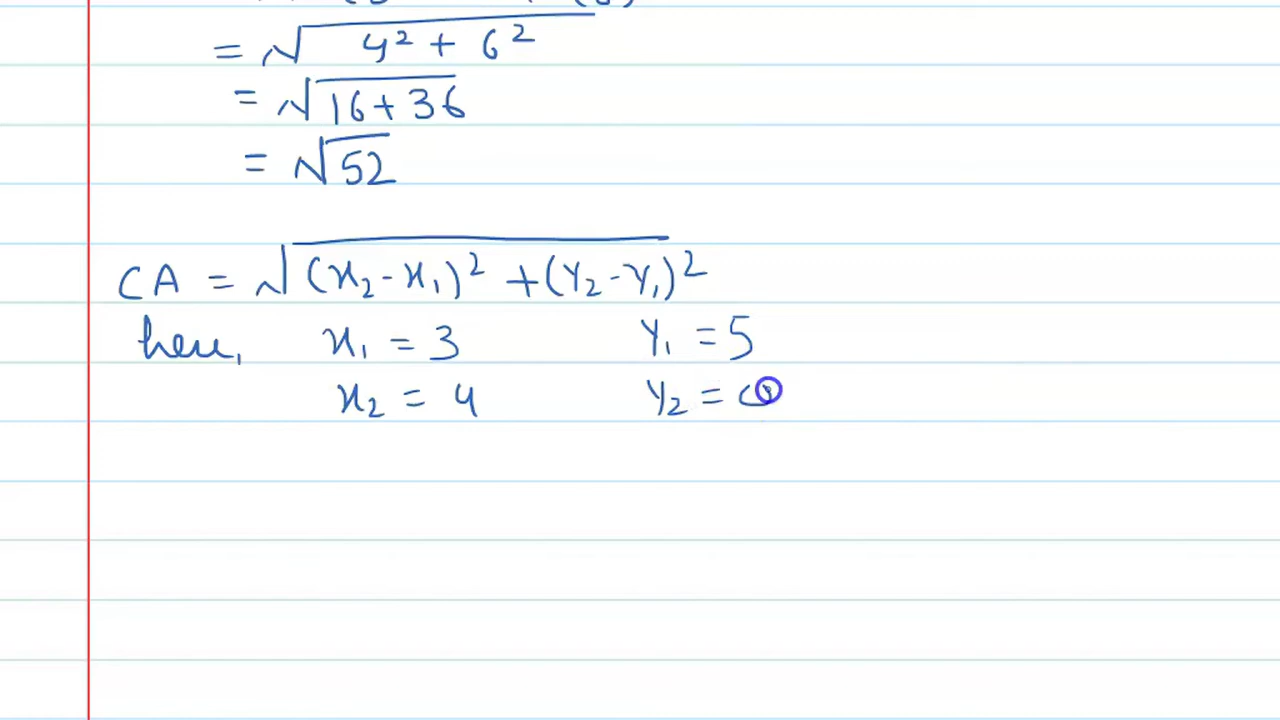 = √4² + 6²
= √16+36
= √52
CA = √(x₂-x₁)² +(y₂-y₁)²
here, x₁ = 3 y₁ = 5
x₂ = 4 y₂ =